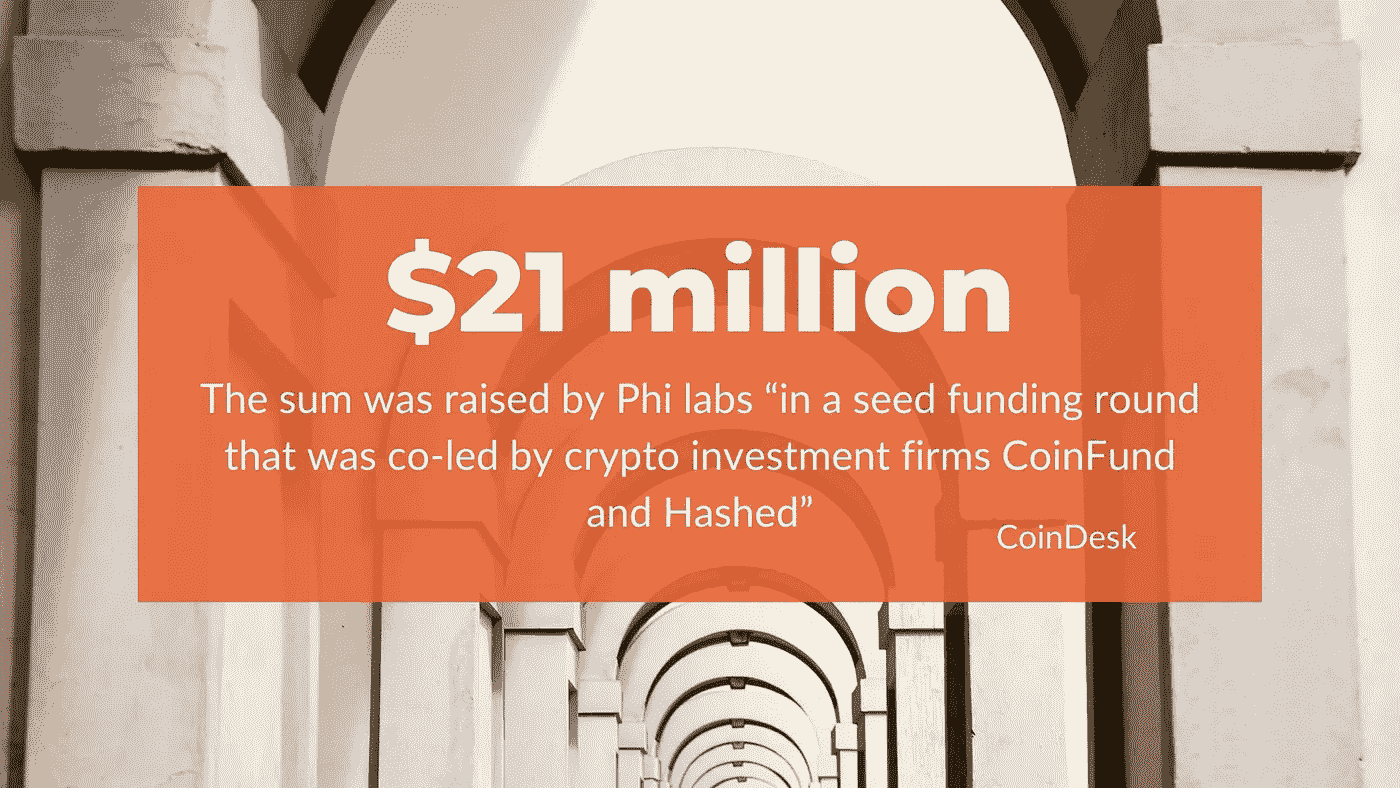 $21 million
The sum was raised by Phi labs “in a seed funding round
that was co-led by crypto investment firms CoinFund
and Hashed”
CoinDesk